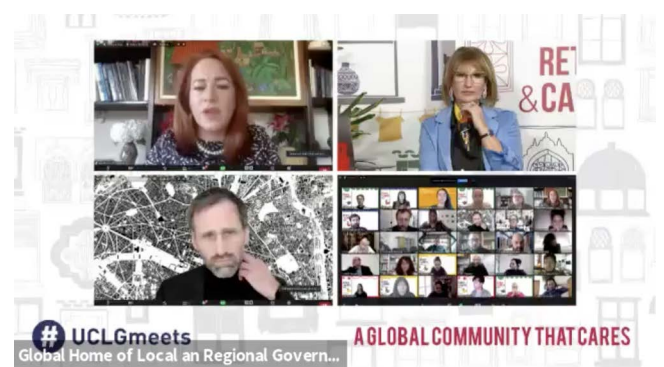 RET
& CA
# UCLGmeets
A GLOBAL COMMUNITY THAT CARES
Global Home of Local an Regional Govern...